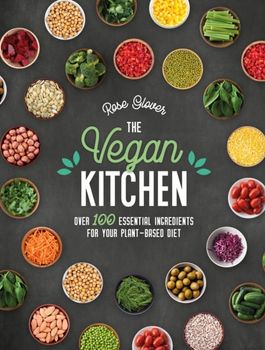 Rose Glover
THE
Vegan
KITCHEN
OVER 100 ESSENTIAL INGREDIENTS
FOR YOUR PLANT-BASED DIET